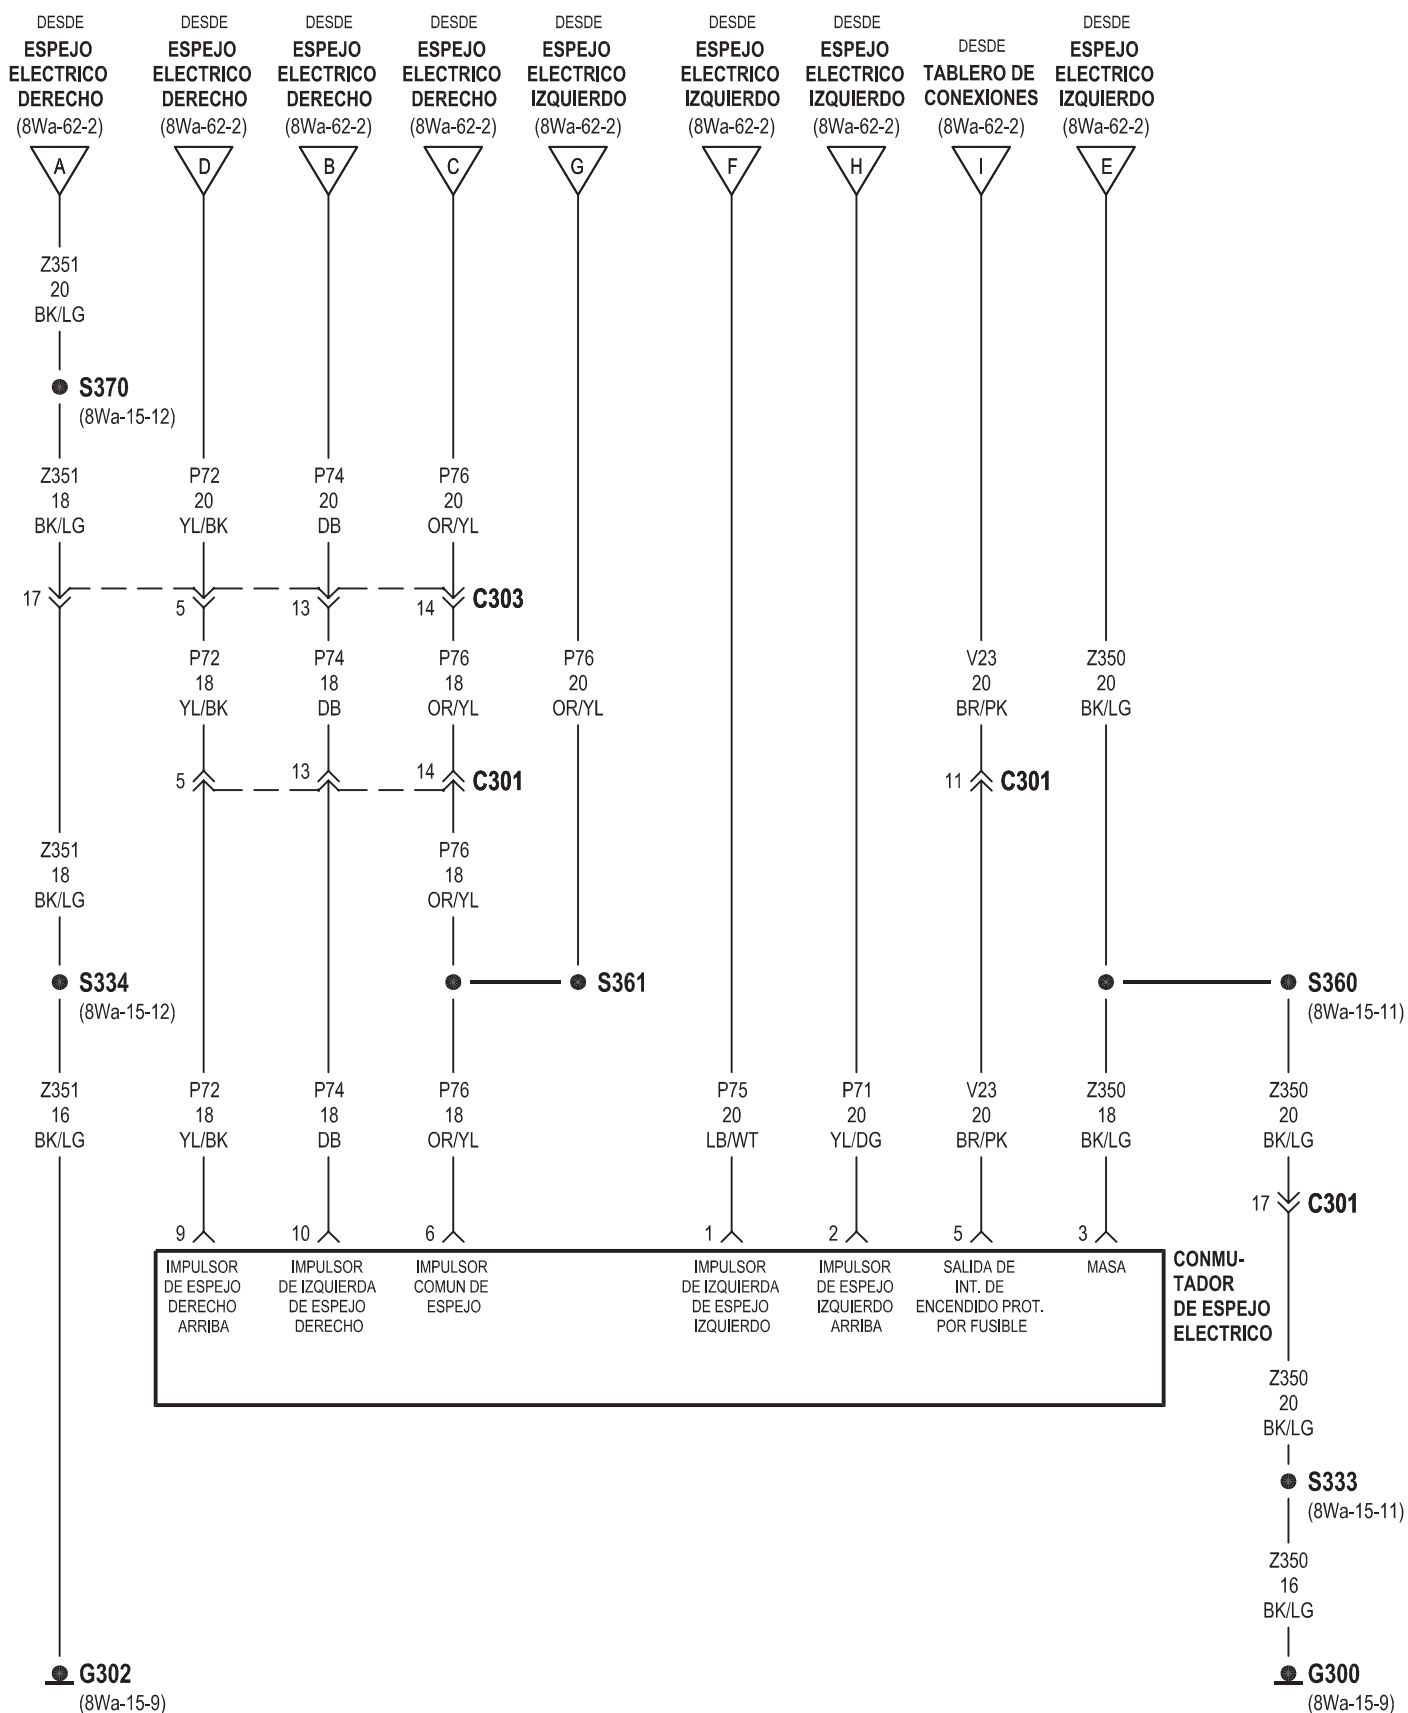 DESDE
ESPEJO
ELECTRICO
DERECHO
(8Wa-62-2)
A
DESDE
ESPEJO
ELECTRICO
DERECHO
(8Wa-62-2)
D
DESDE
ESPEJO
ELECTRICO
DERECHO
(8Wa-62-2)
B
DESDE
ESPEJO
ELECTRICO
DERECHO
(8Wa-62-2)
C
DESDE
ESPEJO
ELECTRICO
IZQUIERDO
(8Wa-62-2)
G
DESDE
ESPEJO
ELECTRICO
IZQUIERDO
(8Wa-62-2)
F
DESDE
ESPEJO
ELECTRICO
IZQUIERDO
(8Wa-62-2)
H
DESDE
TABLERO DE
CONEXIONES
(8Wa-62-2)
I
DESDE
ESPEJO
ELECTRICO
IZQUIERDO
(8Wa-62-2)
E
Z351
20
BK/LG
S370
(8Wa-15-12)
Z351
18
BK/LG
P72
20
YL/BK
P74
20
DB
P76
20
OR/YL
17
5
13
14
C303
P72
18
YL/BK
P74
18
DB
P76
18
OR/YL
P76
20
OR/YL
V23
20
BR/PK
Z350
20
BK/LG
5
13
14
C301
11
C301
Z351
18
BK/LG
P76
18
OR/YL
S334
(8Wa-15-12)
S361
S360
(8Wa-15-11)
Z351
16
BK/LG
P72
18
YL/BK
P74
18
DB
P76
18
OR/YL
P75
20
LB/WT
P71
20
YL/DG
V23
20
BR/PK
Z350
18
BK/LG
Z350
20
BK/LG
17
C301
9
10
6
1
2
5
3
IMPULSOR
DE ESPEJO
DERECHO
ARRIBA
IMPULSOR
DE IZQUIERDA
DE ESPEJO
DERECHO
IMPULSOR
COMUN DE
ESPEJO
IMPULSOR
DE IZQUIERDA
DE ESPEJO
IZQUIERDO
IMPULSOR
DE ESPEJO
IZQUIERDO
ARRIBA
SALIDA DE
INT. DE
ENCENDIDO PROT.
POR FUSIBLE
MASA
CONMU-
TADOR
DE ESPEJO
ELECTRICO
Z350
20
BK/LG
S333
(8Wa-15-11)
Z350
16
BK/LG
G302
(8Wa-15-9)
G300
(8Wa-15-9)